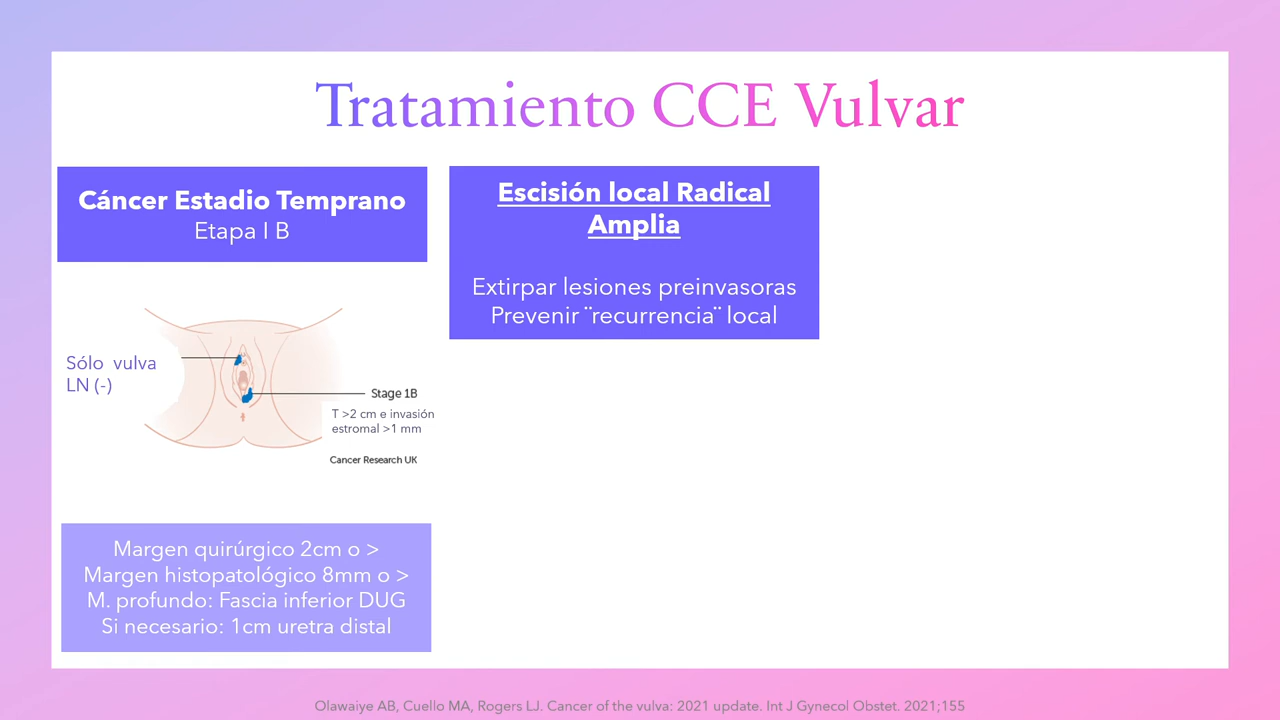 Tratamiento CCE Vulvar
Cáncer Estadio Temprano
Etapa I B
Escisión local Radical
Amplia
Extirpar lesiones preinvasoras
Prevenir ¨recurrencia¨ local
Sólo vulva
LN (-)
Stage 1B
T >2 cm e invasión
estromal >1 mm
Cancer Research UK
Margen quirúrgico 2cm o >
Margen histopatológico 8mm o >
M. profundo: Fascia inferior DUG
Si necesario: 1cm uretra distal
Olawaiye AB, Cuello MA, Rogers LJ. Cancer of the vulva: 2021 update. Int J Gynecol Obstet. 2021;155